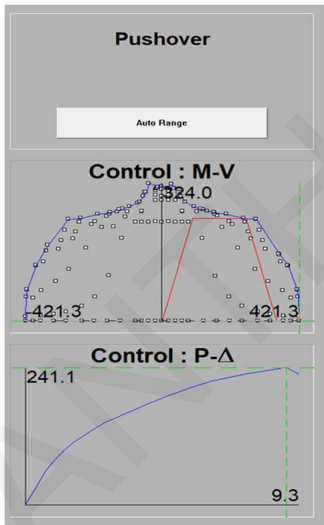 Pushover
Auto Range
Control : M-V
324.0
-421.3
421.3
Control : P-Δ
241.1
9.3